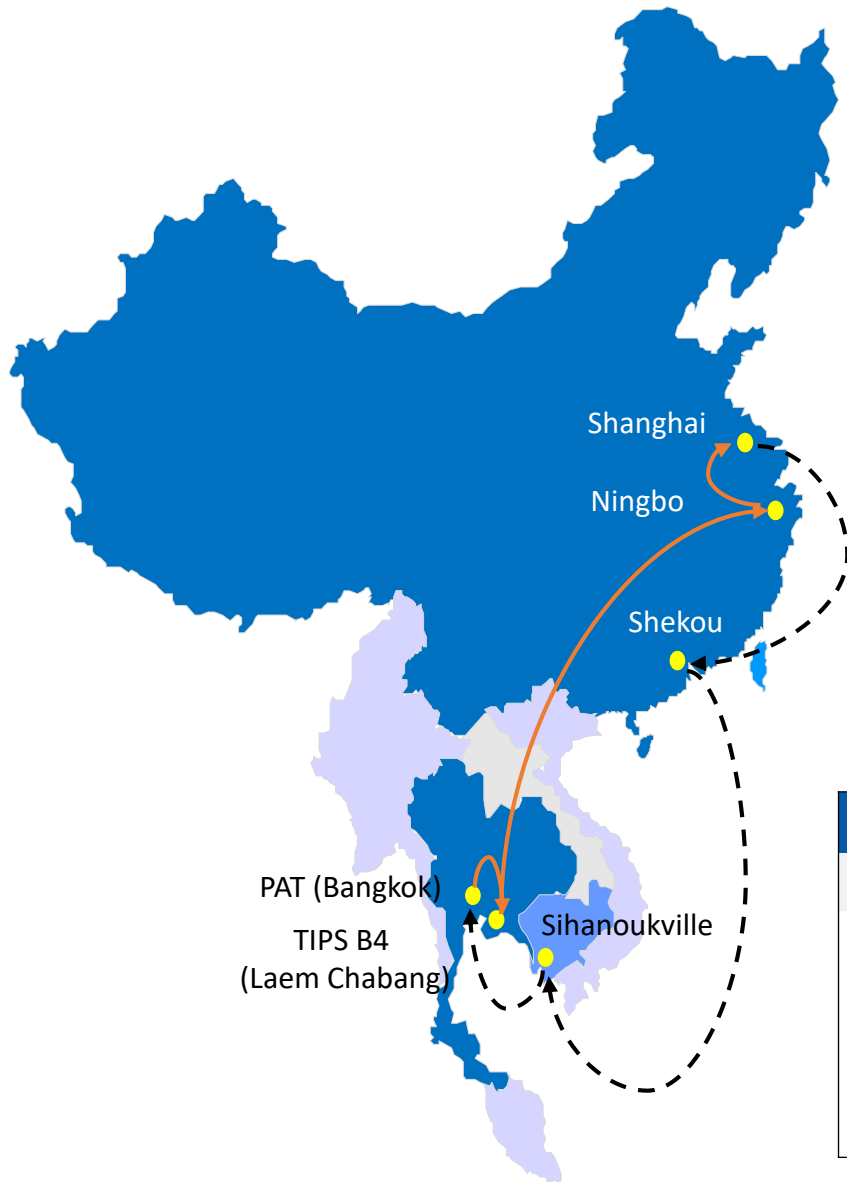 Shanghai
Ningbo
Shekou
PAT (Bangkok)
Sihanoukville
TIPS B4
(Laem Chabang)